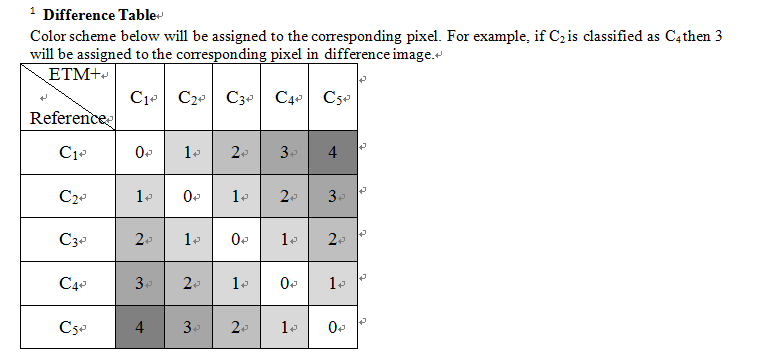 1 Difference Table
Color scheme below will be assigned to the corresponding pixel. For example, if C2 is classified as C4 then 3
will be assigned to the corresponding pixel in difference image.
ETM+
Reference
C1 C2 C3 C4 C5
C1 0 1 2 3 4
C2 1 0 1 2 3
C3 2 1 0 1 2
C4 3 2 1 0 1
C5 4 3 2 1 0